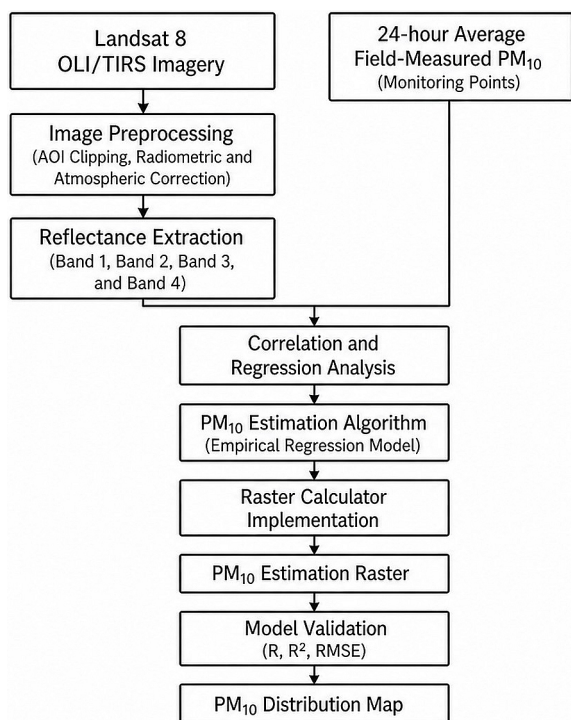 Landsat 8
OLI/TIRS Imagery
24-hour Average
Field-Measured PM₁₀
(Monitoring Points)
Image Preprocessing
(AOI Clipping, Radiometric and
Atmospheric Correction)
Reflectance Extraction
(Band 1, Band 2, Band 3,
and Band 4)
Correlation and
Regression Analysis
PM₁₀ Estimation Algorithm
(Empirical Regression Model)
Raster Calculator
Implementation
PM₁₀ Estimation Raster
Model Validation
(R, R², RMSE)
PM₁₀ Distribution Map